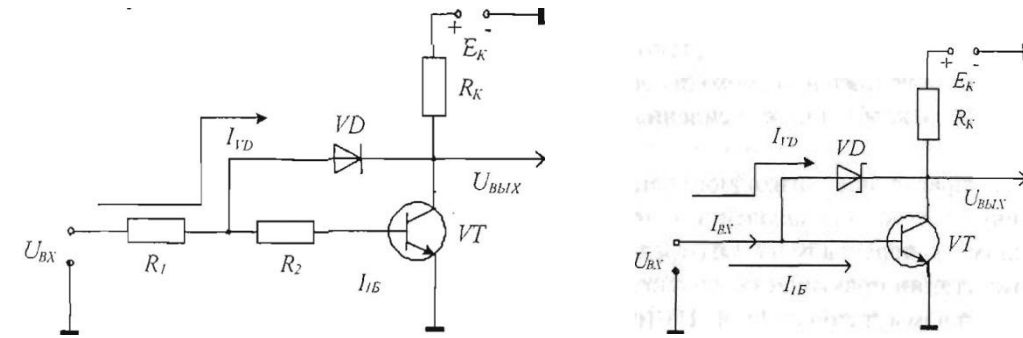 + -
E_K
R_K
I_VD
VD
U_ВЫХ
U_ВХ
R_1
R_2
VT
I_1Б
+ -
E_K
R_K
I_VD
VD
U_ВЫХ
I_ВХ
U_ВХ
VT
I_1Б